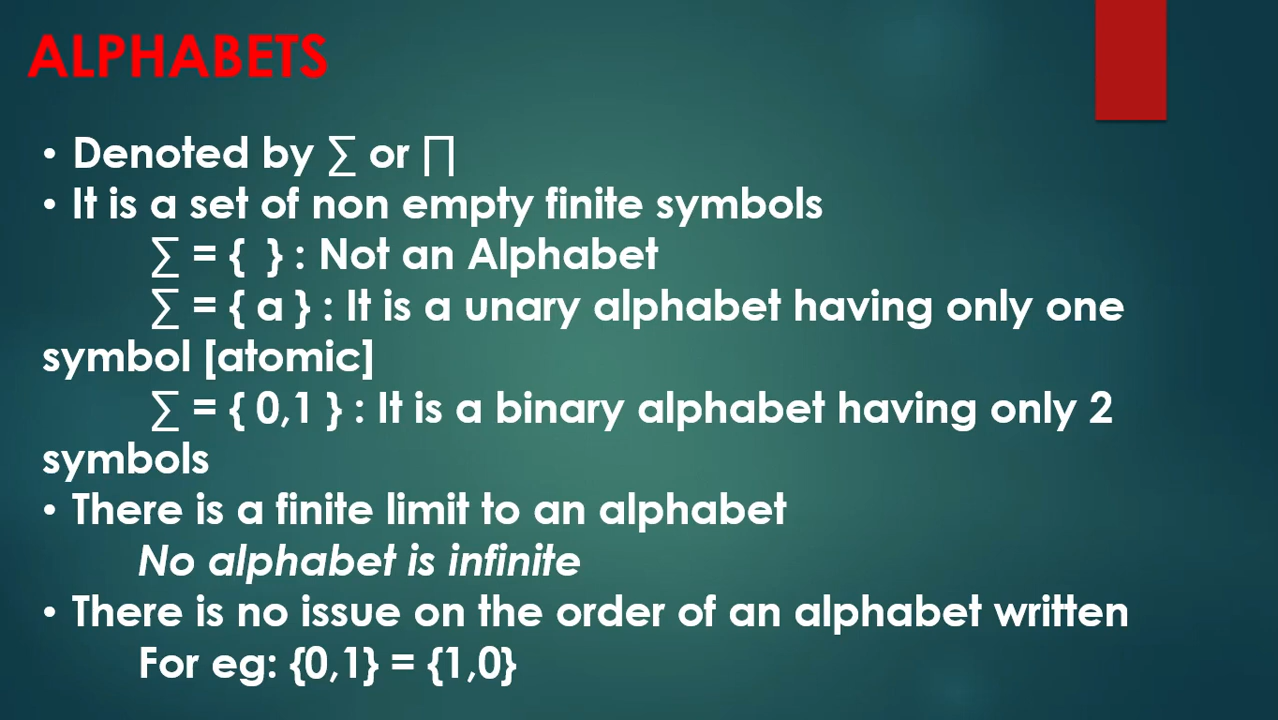 ALPHABETS
• Denoted by ∑ or ∏
• It is a set of non empty finite symbols
∑ = { } : Not an Alphabet
∑ = { a } : It is a unary alphabet having only one
symbol [atomic]
∑ = { 0,1 } : It is a binary alphabet having only 2
symbols
• There is a finite limit to an alphabet
No alphabet is infinite
• There is no issue on the order of an alphabet written
For eg: {0,1} = {1,0}